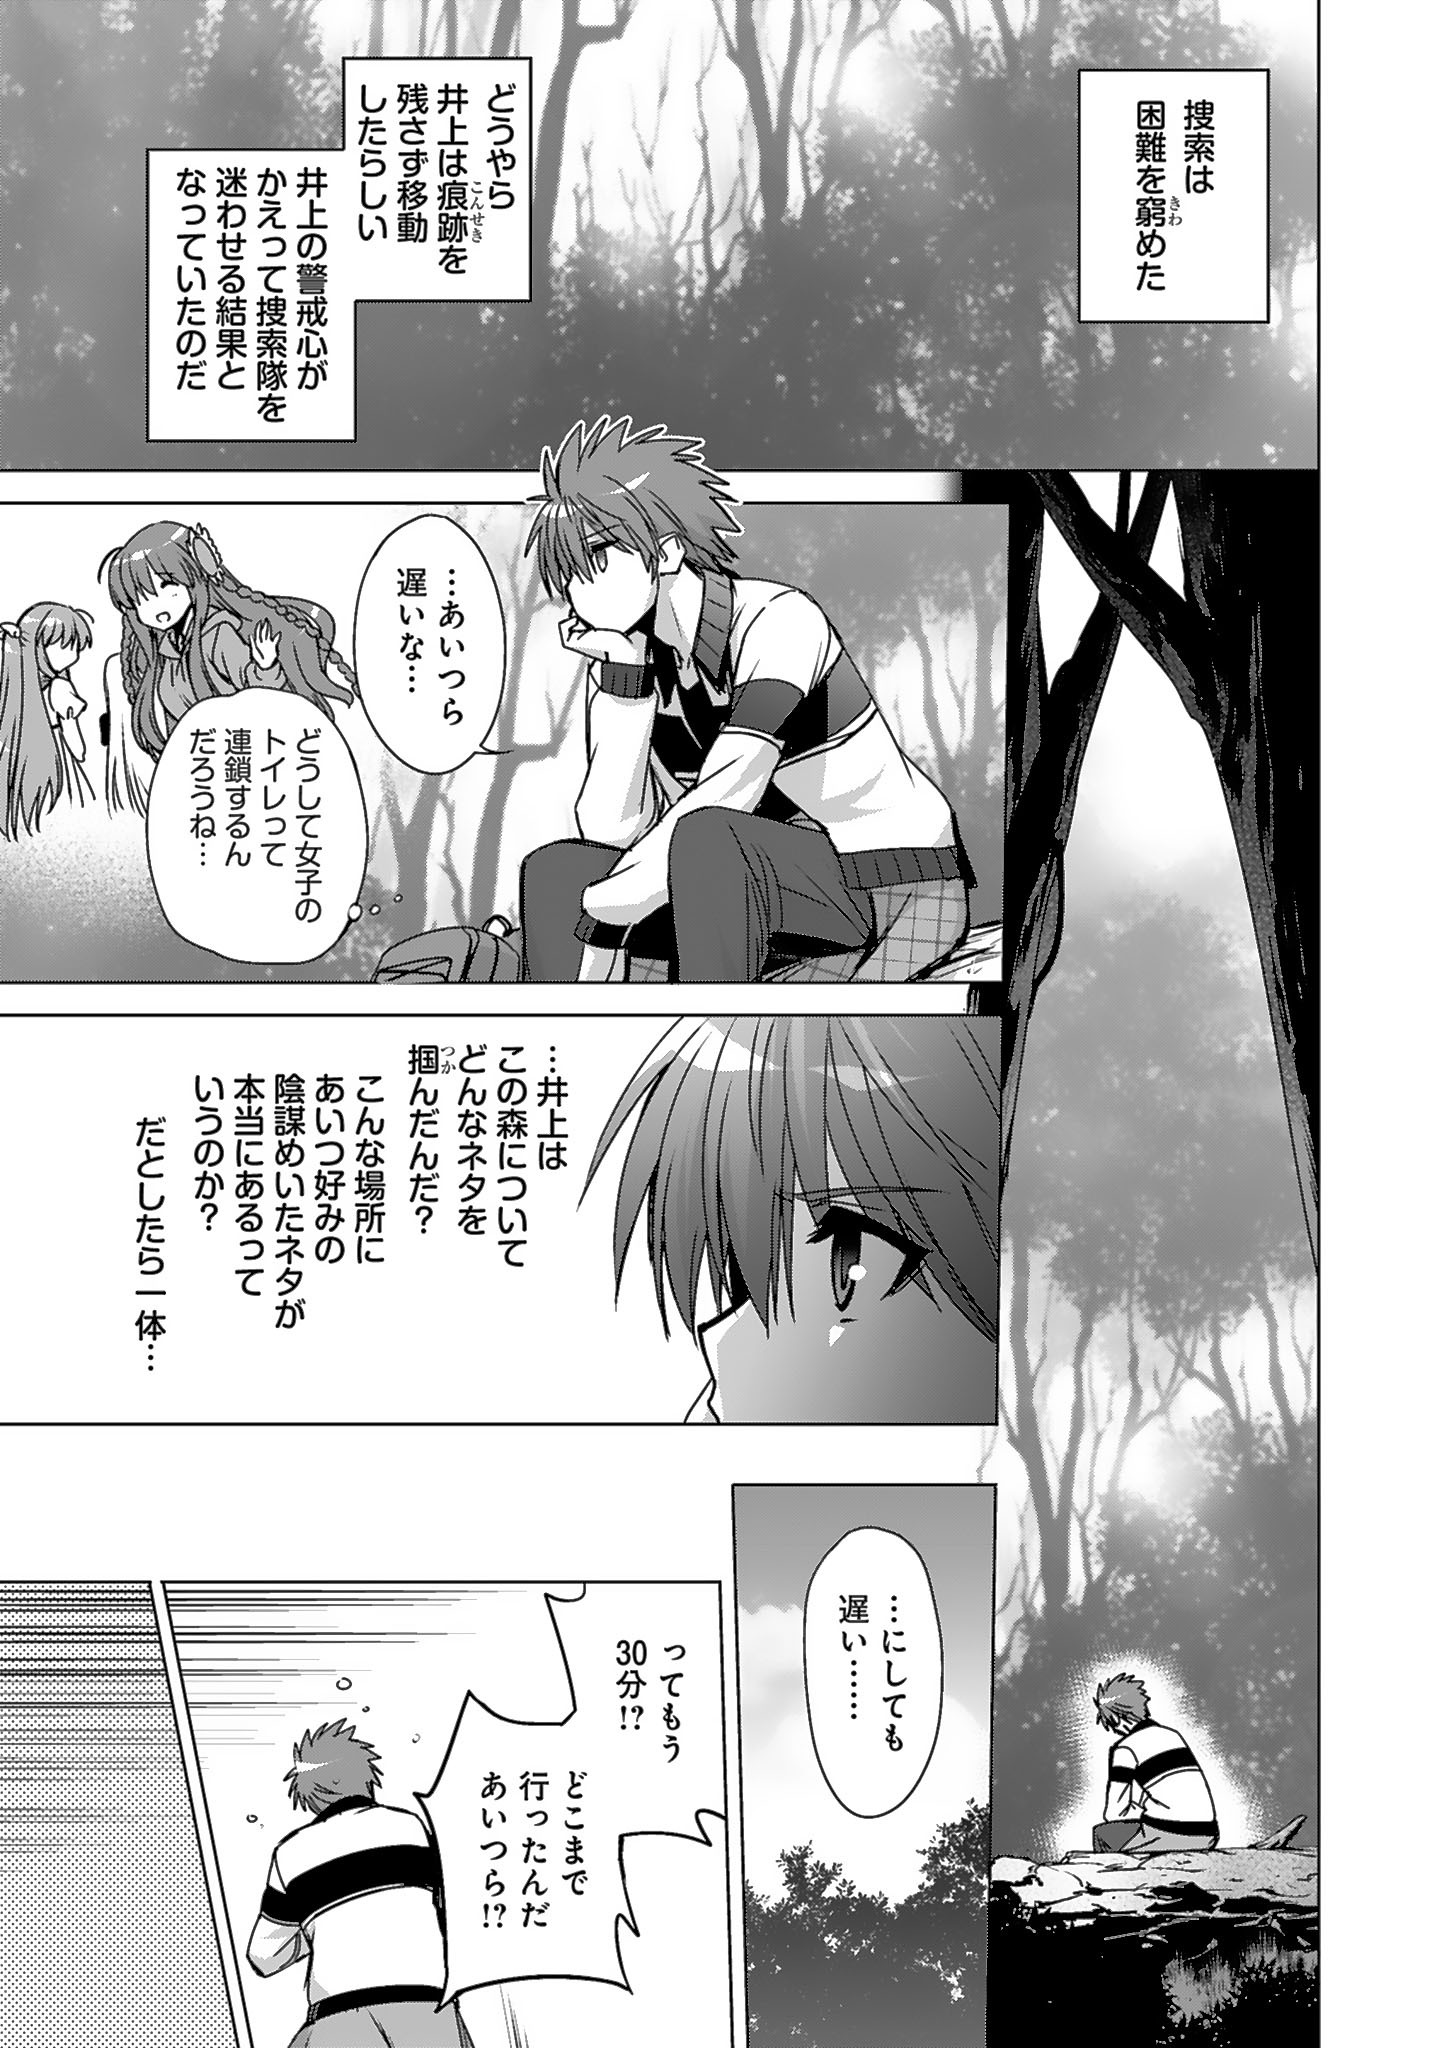 捜索は
困難を窮めた
きわ
どうやら
井上は痕跡を
こんせき
残さず移動
したらしい
井上の警戒心が
かえって捜索隊を
迷わせる結果と
なっていたのだ
…あいつら
遅いな…
どうして女子の
トイレって
連鎖するん
だろうね…
…井上は
この森について
どんなネタを
掴んだんだ?
つか
こんな場所に
あいつ好みの
陰謀めいたネタが
本当にあるって
いうのか?
だとしたら一体…
…にしても
遅い……
ってもう
30分!?
どこまで
行ったんだ
あいつら!?